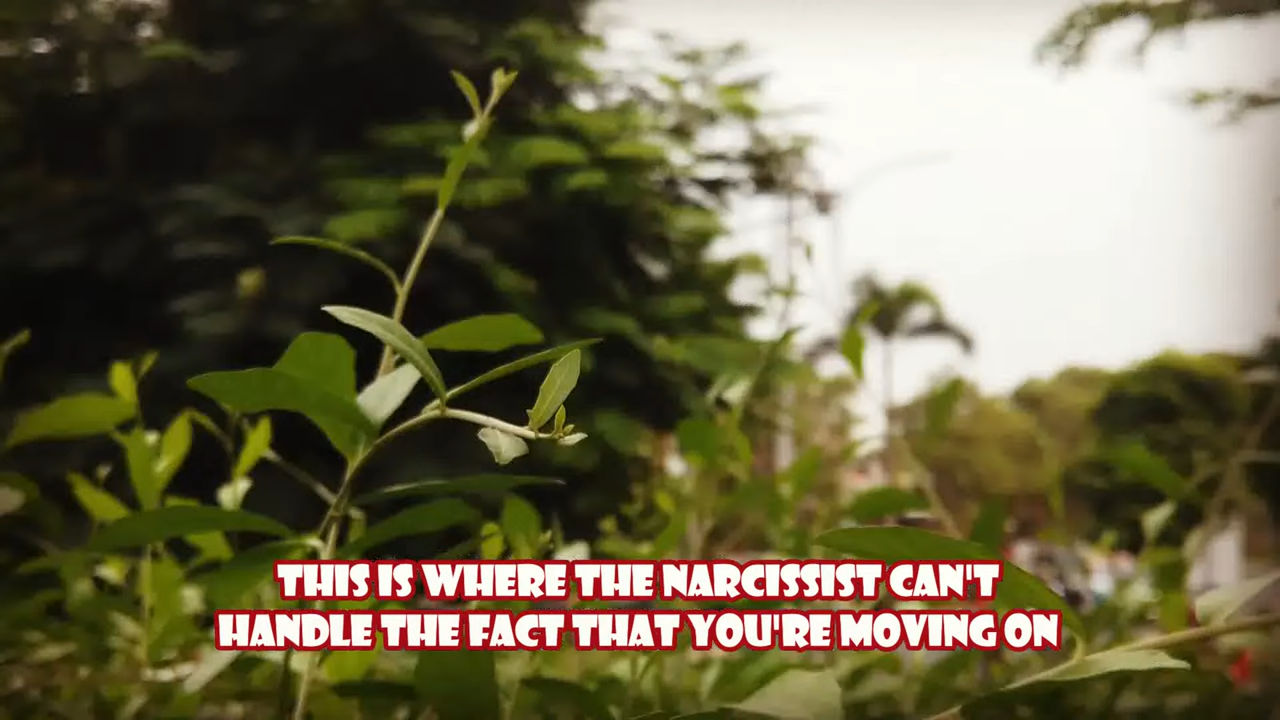 THIS IS WHERE THE NARCISSIST CAN'T
HANDLE THE FACT THAT YOU'RE MOVING ON